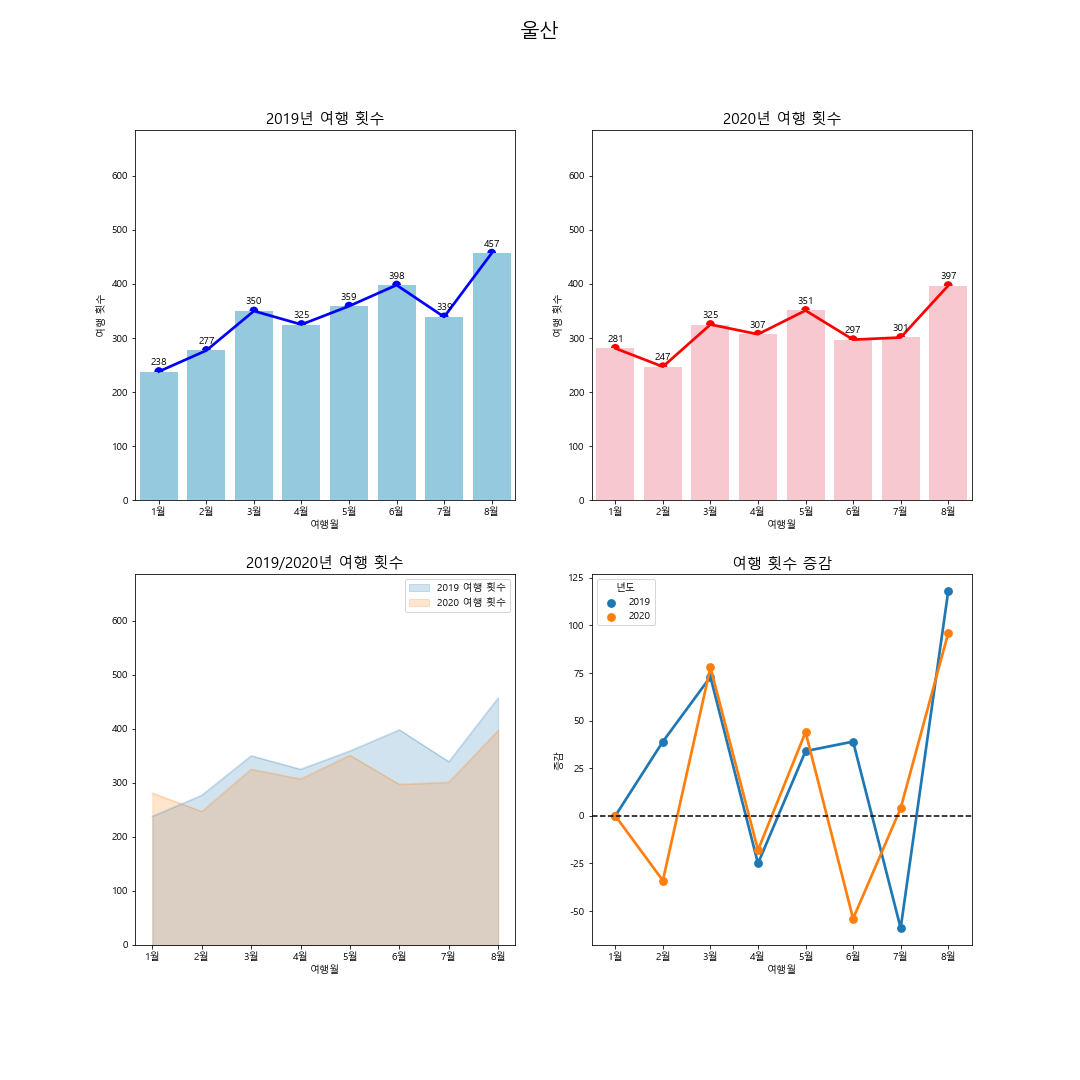 울산
2019년 여행 횟수
600
500
400
300
200
100
0
여행 횟수
238
277
350
325
359
398
339
457
1월 2월 3월 4월 5월 6월 7월 8월
여행월
2020년 여행 횟수
600
500
400
300
200
100
0
여행 횟수
281
247
325
307
351
297
301
397
1월 2월 3월 4월 5월 6월 7월 8월
여행월
2019/2020년 여행 횟수
2019 여행 횟수
2020 여행 횟수
600
500
400
300
200
100
0
1월 2월 3월 4월 5월 6월 7월 8월
여행월
여행 횟수 증감
년도
2019
2020
125
100
75
50
25
0
-25
-50
증감
1월 2월 3월 4월 5월 6월 7월 8월
여행월